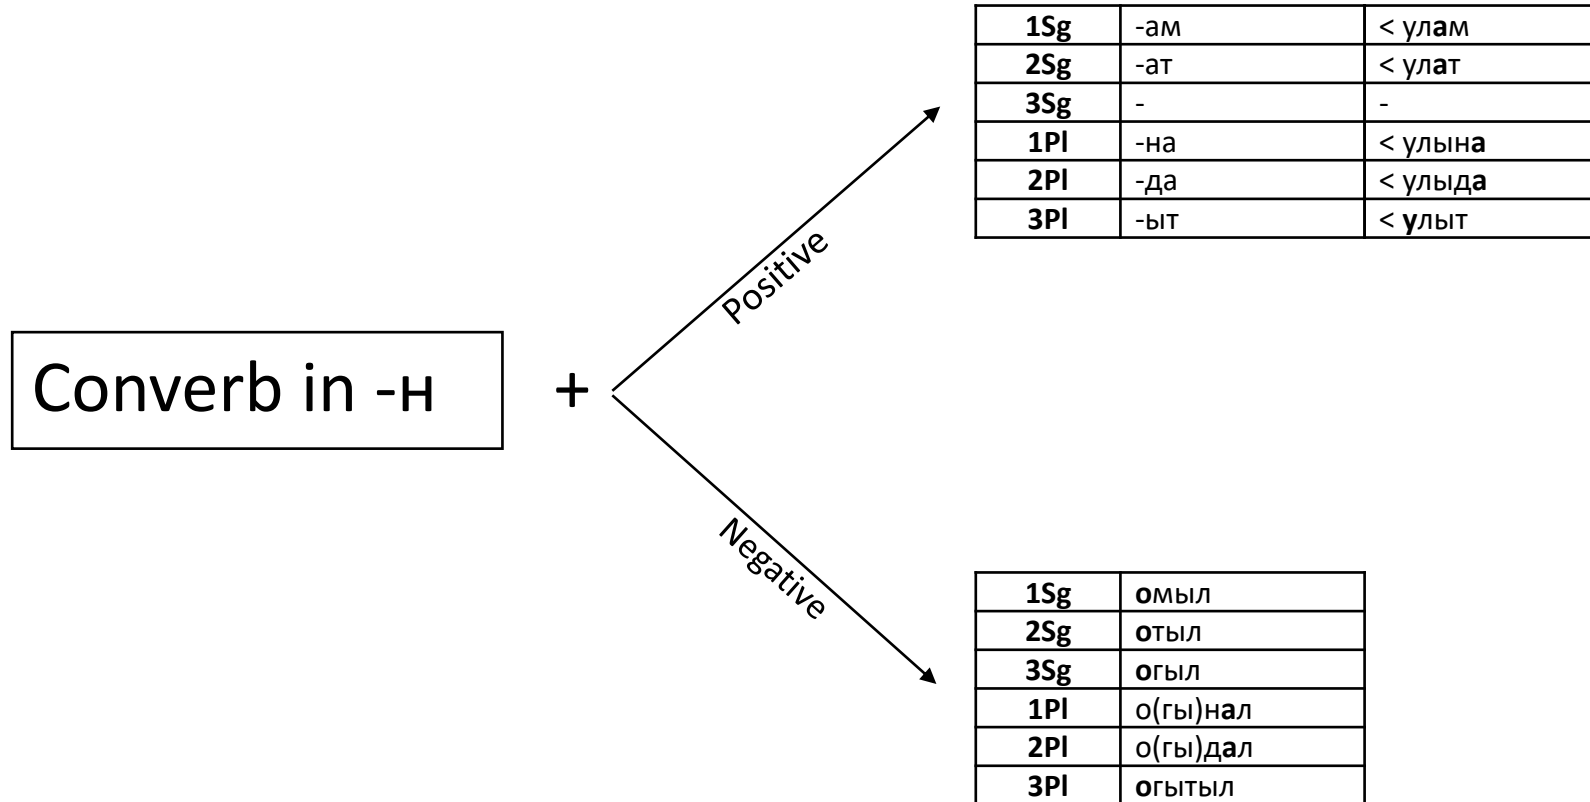 1Sg -ам < улам
2Sg -ат < улат
3Sg - -
1Pl -на < улына
2Pl -да < улыда
3Pl -ыт < улыт
Positive
Converb in -н +
Negative
1Sg омыл
2Sg отыл
3Sg огыл
1Pl о(гы)нал
2Pl о(гы)дал
3Pl огытыл